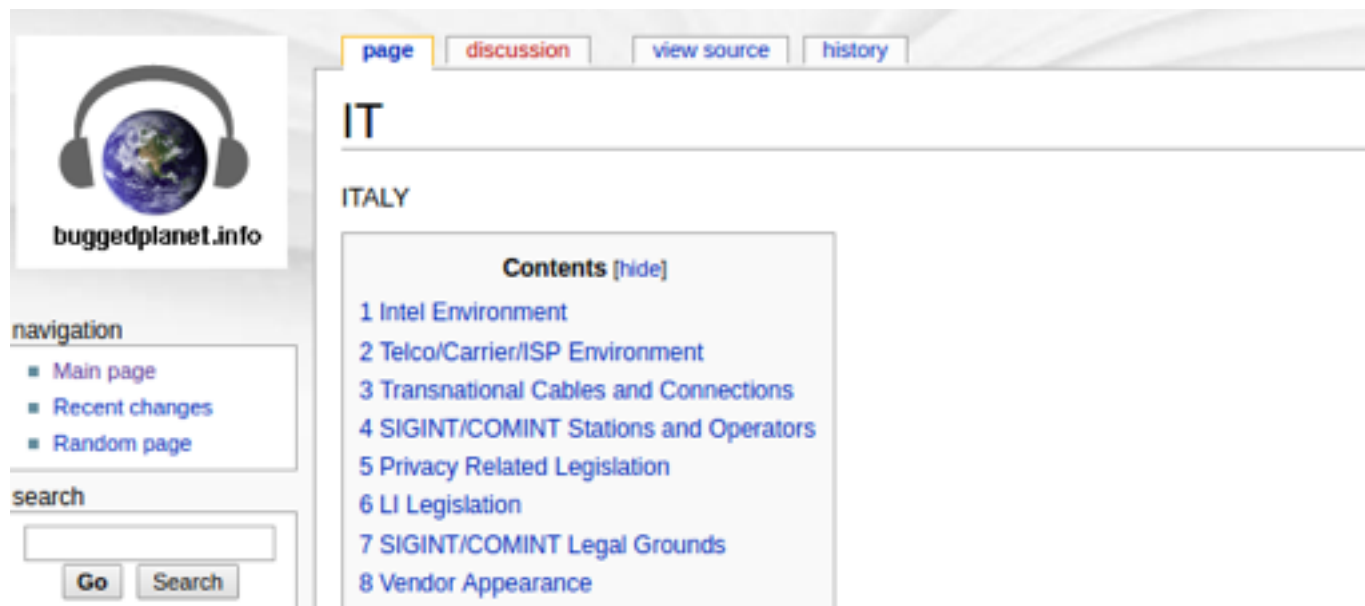 page discussion view source history
buggedplanet.info
IT
ITALY
Contents [hide]
1 Intel Environment
2 Telco/Carrier/ISP Environment
3 Transnational Cables and Connections
4 SIGINT/COMINT Stations and Operators
5 Privacy Related Legislation
6 LI Legislation
7 SIGINT/COMINT Legal Grounds
8 Vendor Appearance
navigation
Main page
Recent changes
Random page
search
Go Search